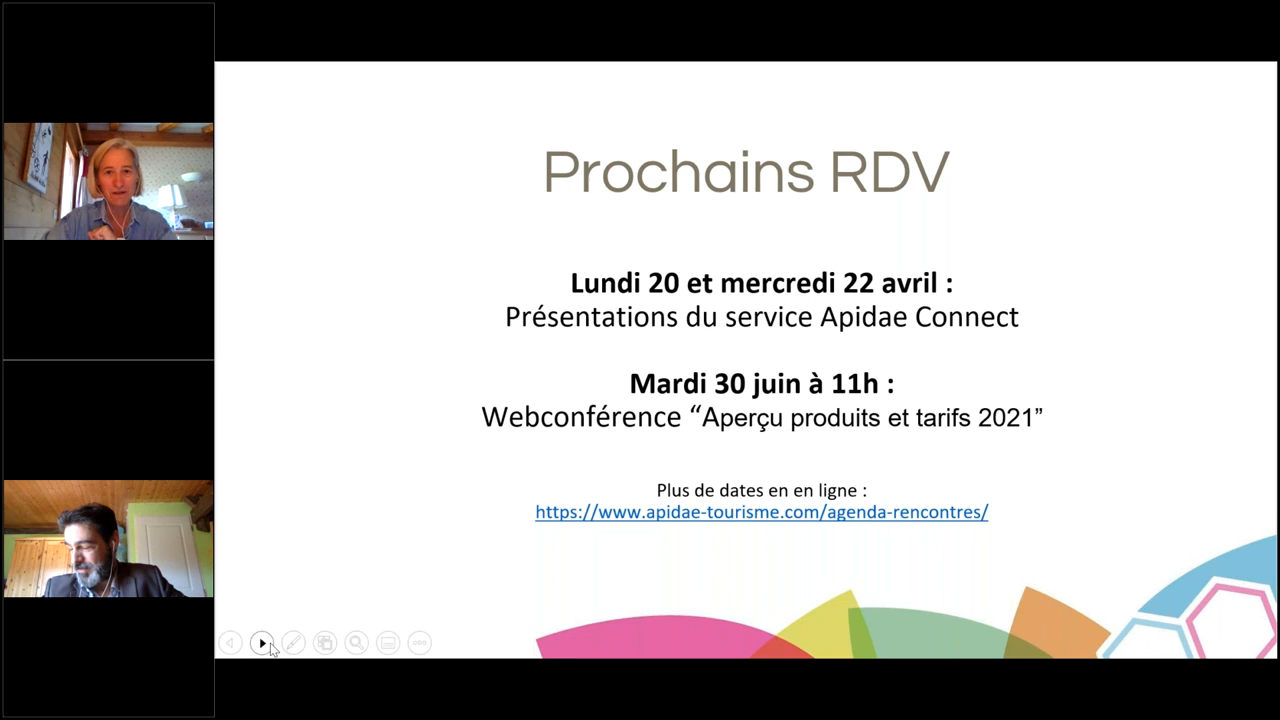 Prochains RDV
Lundi 20 et mercredi 22 avril :
Présentations du service Apidae Connect
Mardi 30 juin à 11h :
Webconférence “Aperçu produits et tarifs 2021”
Plus de dates en en ligne :
https://www.apidae-tourisme.com/agenda-rencontres/